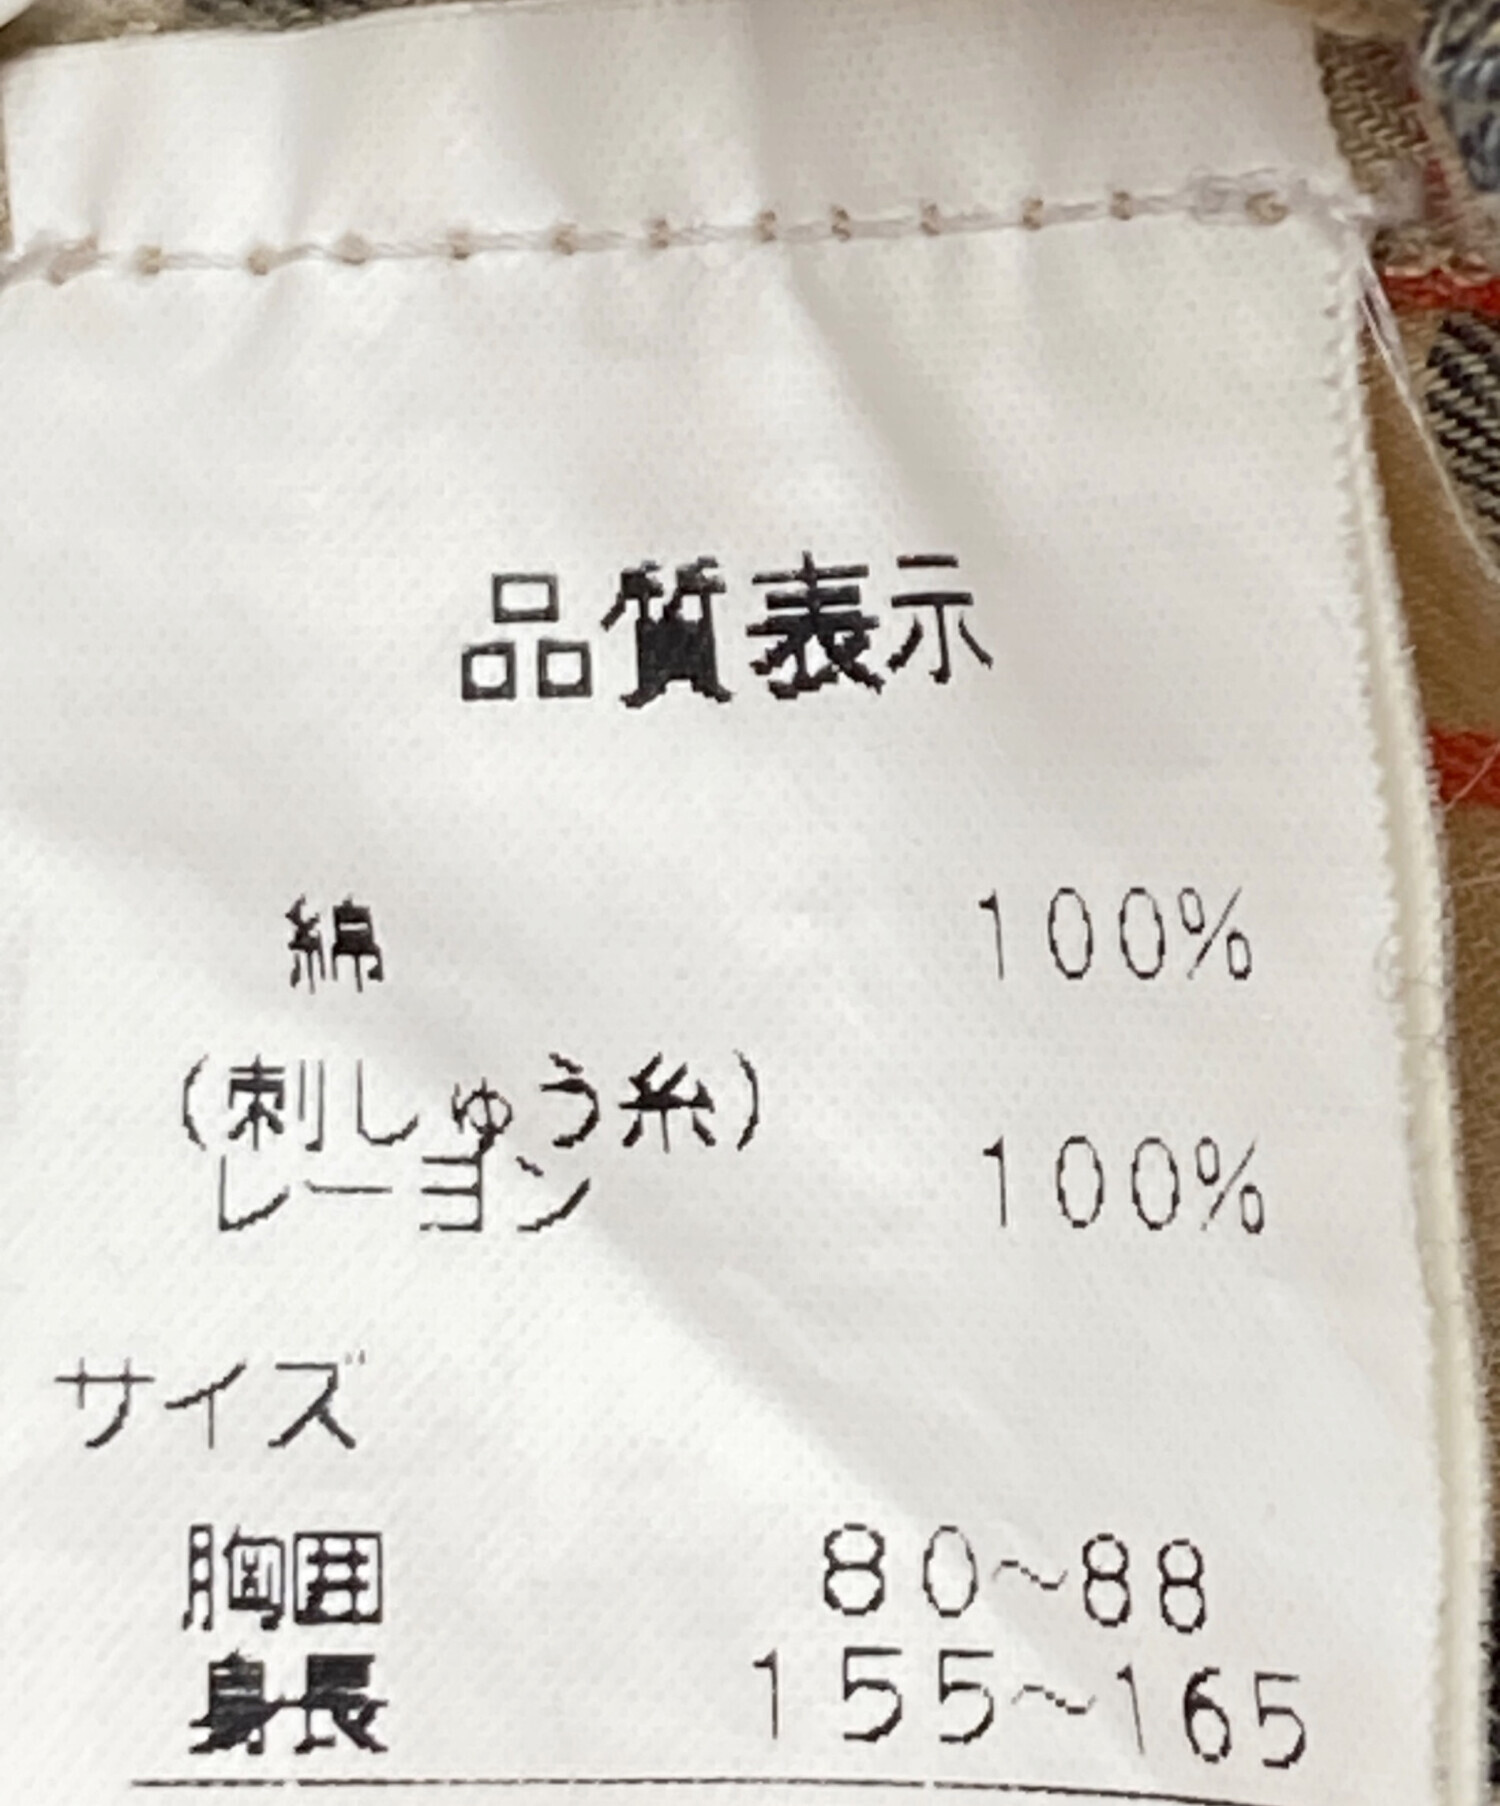 品質表示
綿 100%
(刺しゅう糸)
レーヨン 100%
サイズ
胸囲 80~88
身長 155~165